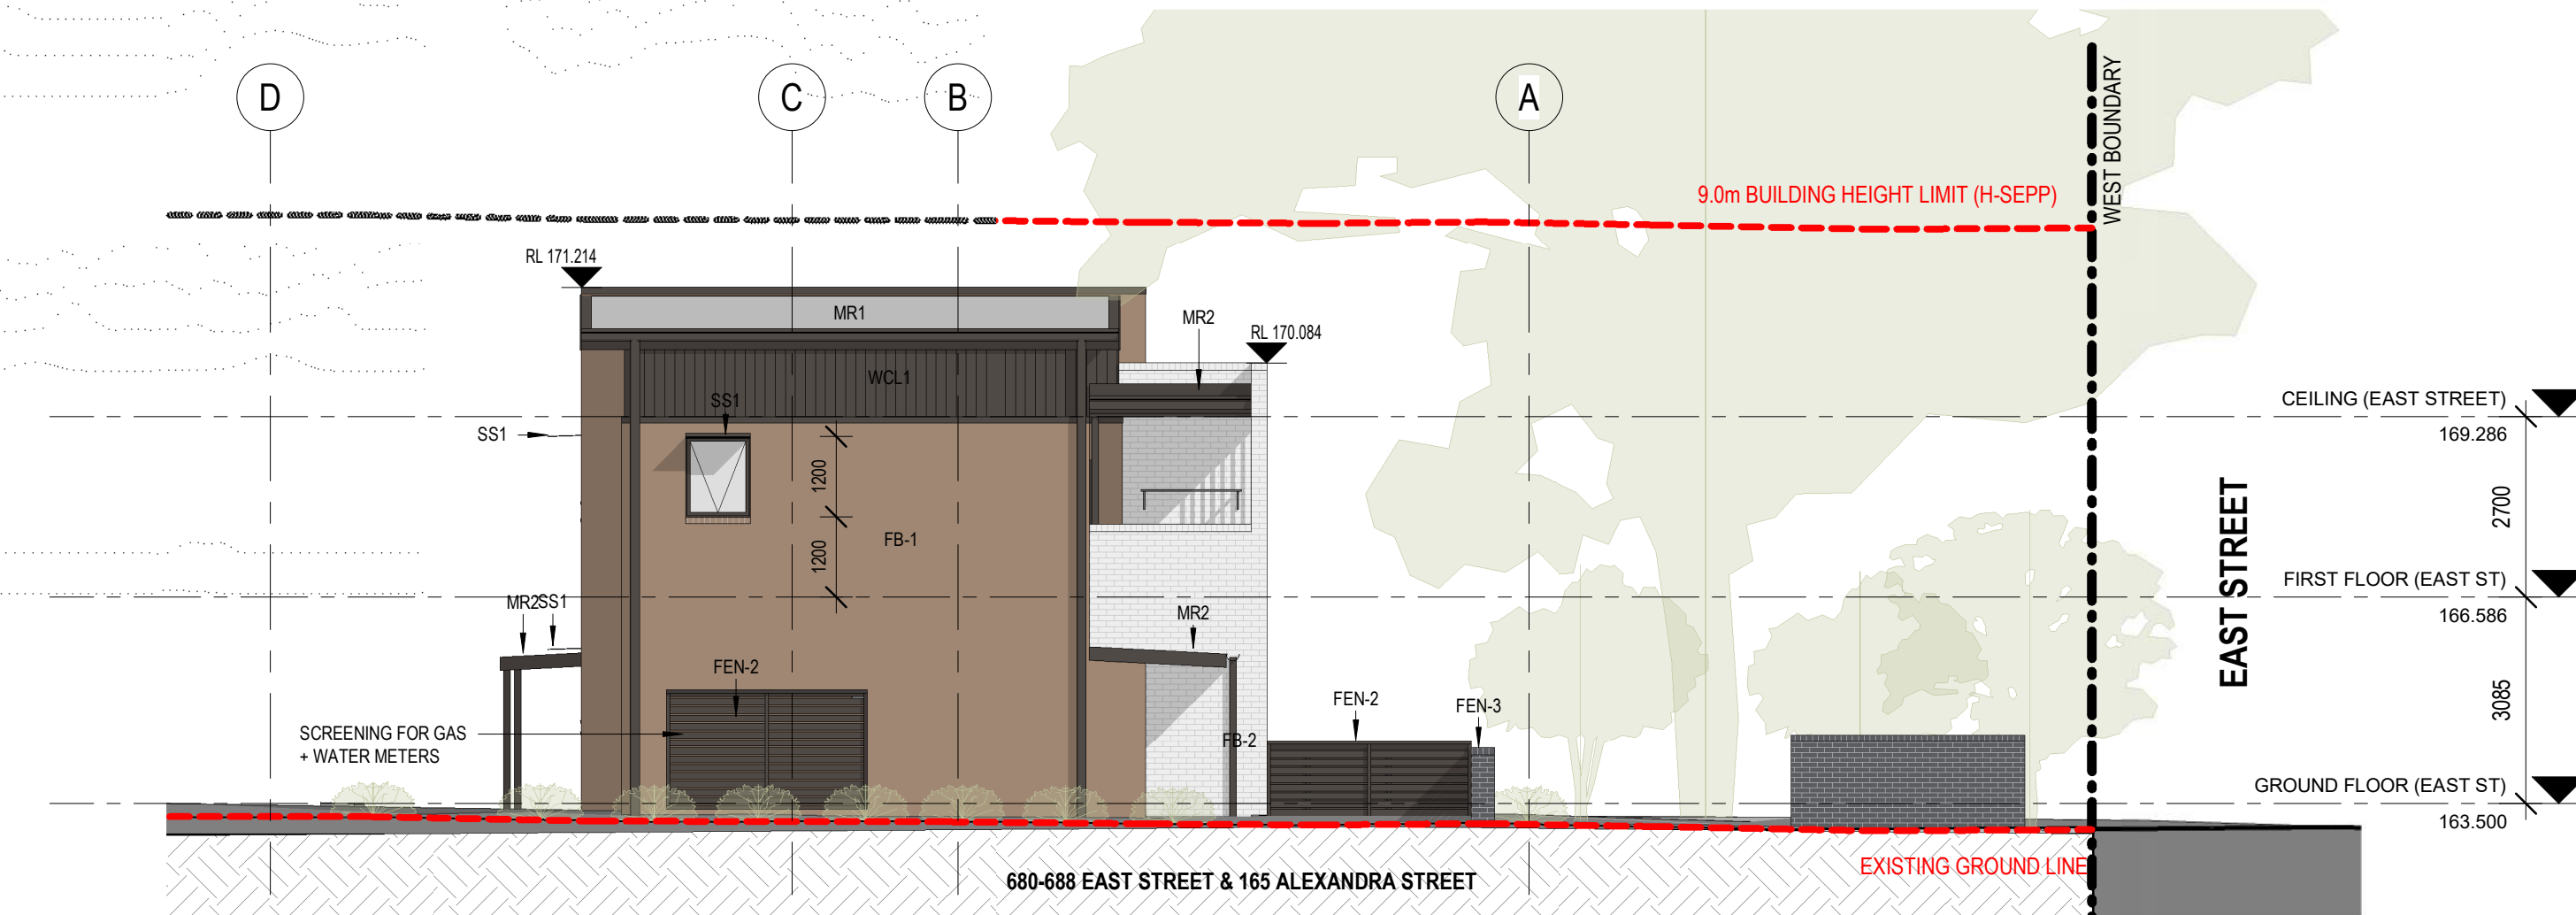 D
C
B
A
WEST BOUNDARY
9.0m BUILDING HEIGHT LIMIT (H-SEPP)
RL 171.214
MR1
MR2
RL 170.084
WCL1
SS1
SS1
CEILING (EAST STREET)
169.286
1200
2700
FB-1
1200
EAST STREET
FIRST FLOOR (EAST ST)
166.586
MR2
SS1
MR2
FEN-2
FEN-2
FEN-3
3085
SCREENING FOR GAS
+ WATER METERS
FB-2
GROUND FLOOR (EAST ST)
163.500
EXISTING GROUND LINE
680-688 EAST STREET & 165 ALEXANDRA STREET